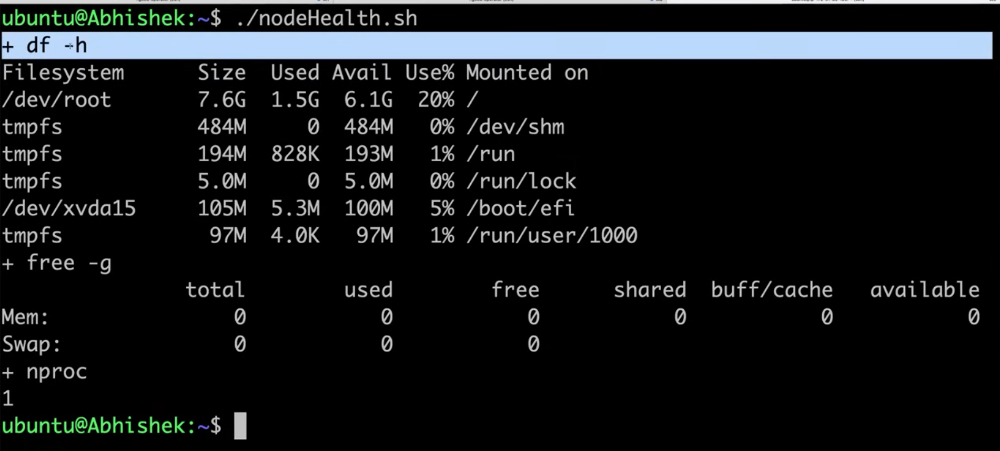 ubuntu@Abhishek:~$ ./nodeHealth.sh
+ df -h
Filesystem Size Used Avail Use% Mounted on
/dev/root 7.6G 1.5G 6.1G 20% /
tmpfs 484M 0 484M 0% /dev/shm
tmpfs 194M 828K 193M 1% /run
tmpfs 5.0M 0 5.0M 0% /run/lock
/dev/xvda15 105M 5.3M 100M 5% /boot/efi
tmpfs 97M 4.0K 97M 1% /run/user/1000
+ free -g
total used free shared buff/cache available
Mem: 0 0 0 0 0 0
Swap: 0 0 0
+ nproc
1
ubuntu@Abhishek:~$